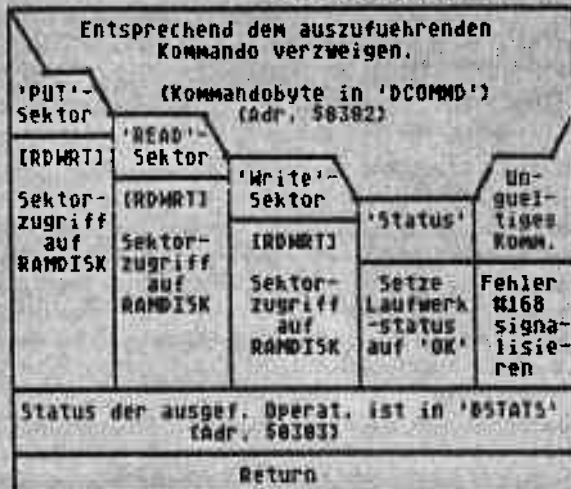 Entsprechend dem auszufuehrenden
Kommando verzweigen.
(Kommandobyte in 'DCOMND')
(Adr. $0302)
'PUT'-
Sektor
[RDWRT]
Sektor-
zugriff
auf
RAMDISK
'READ'-
Sektor
[RDWRT]
Sektor-
zugriff
auf
RAMDISK
'Write'-
Sektor
[RDWRT]
Sektor-
zugriff
auf
RAMDISK
'Status'
Setze
Laufwerk
-status
auf 'OK'
Un-
guel-
tiges
Komm.
Fehler
#168
signa-
lisie-
ren
Status der ausgef. Operat. ist in 'DSTATS'
(Adr. $0303)
Return